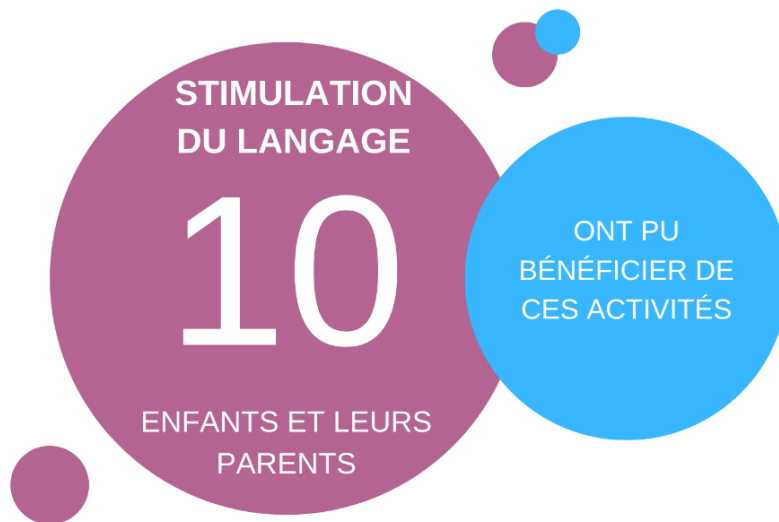 STIMULATION
DU LANGAGE
10
ENFANTS ET LEURS
PARENTS
ONT PU
BÉNÉFICIER DE
CES ACTIVITÉS